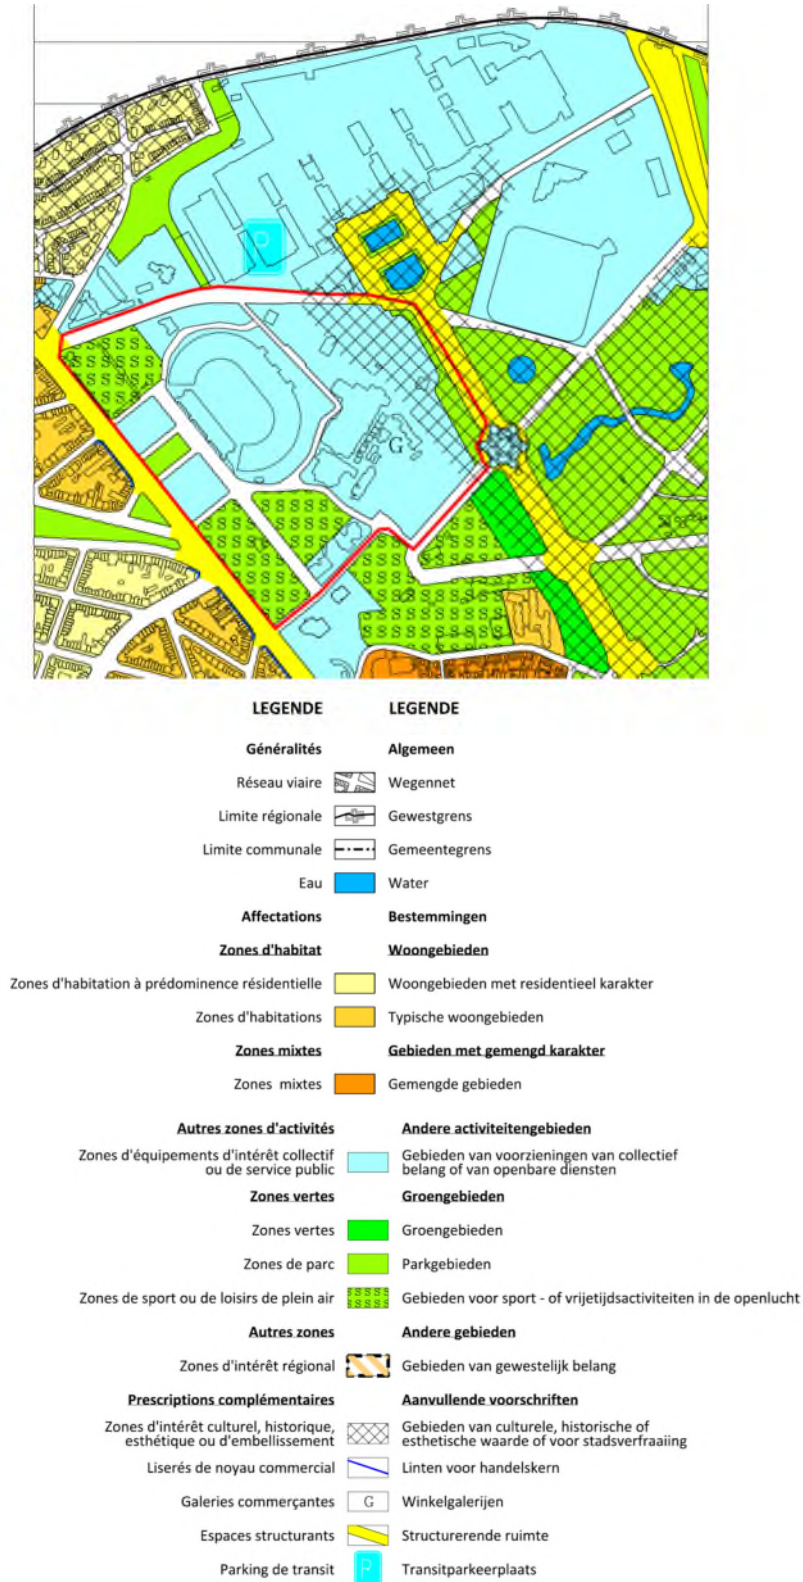 P
G
LEGENDE LEGENDE
Généralités Algemeen
Réseau viaire Wegennet
Limite régionale Gewestgrens
Limite communale Gemeentegrens
Eau Water
Affectations Bestemmingen
Zones d'habitat Woongebieden
Zones d'habitation à prédominence résidentielle Woongebieden met residentieel karakter
Zones d'habitations Typische woongebieden
Zones mixtes Gebieden met gemengd karakter
Zones mixtes Gemengde gebieden
Autres zones d'activités Andere activiteitengebieden
Zones d'équipements d'intérêt collectif Gebieden van voorzieningen van collectief
ou de service public belang of van openbare diensten
Zones vertes Groengebieden
Zones vertes Groengebieden
Zones de parc Parkgebieden
Zones de sport ou de loisirs de plein air Gebieden voor sport - of vrijetijdsactiviteiten in de openlucht
Autres zones Andere gebieden
Zones d'intérêt régional Gebieden van gewestelijk belang
Prescriptions complémentaires Aanvullende voorschriften
Zones d'intérêt culturel, historique, Gebieden van culturele, historische of
esthétique ou d'embellissement esthetische waarde of voor stadsverfraaiing
Liserés de noyau commercial Linten voor handelskern
Galeries commerçantes G Winkelgalerijen
Espaces structurants Structurerende ruimte
Parking de transit P Transitparkeerplaats